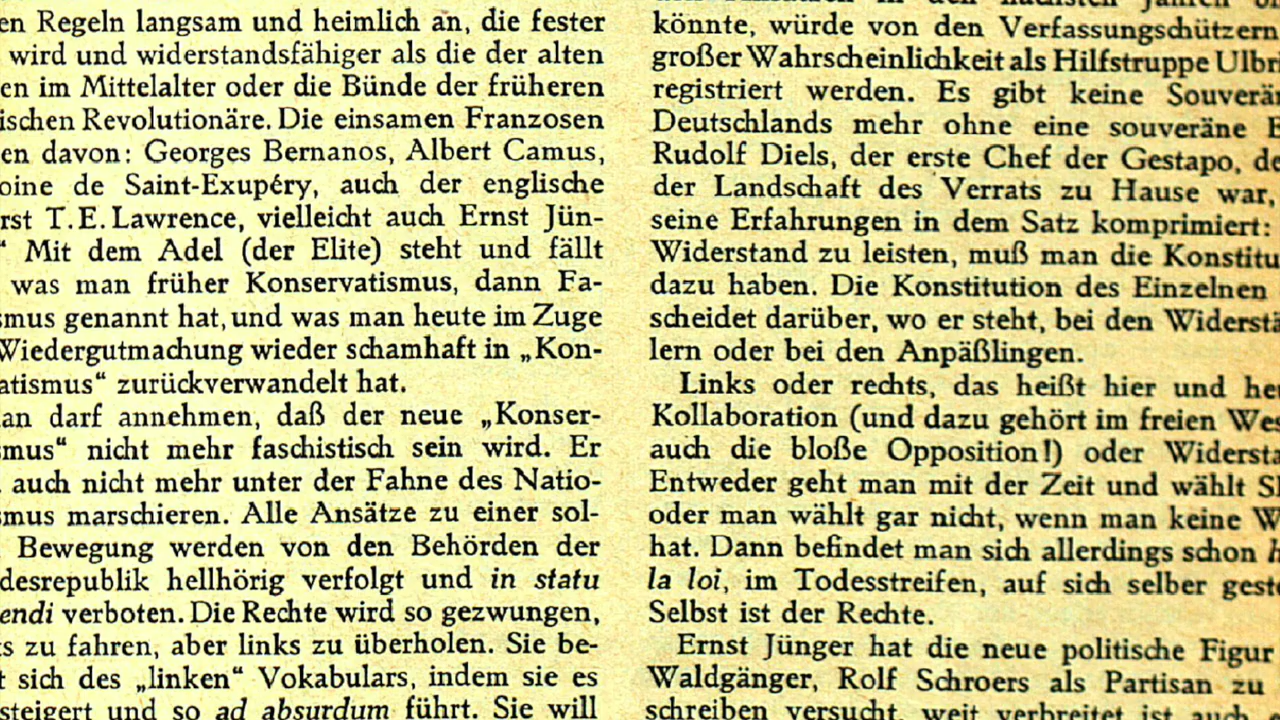 en Regeln langsam und heimlich an, die fester
wird und widerstandsfähiger als die der alten
en im Mittelalter oder die Bünde der früheren
ischen Revolutionäre. Die einsamen Franzosen
en davon: Georges Bernanos, Albert Camus,
oine de Saint-Exupéry, auch der englische
rst T. E. Lawrence, vielleicht auch Ernst Jün-
“ Mit dem Adel (der Elite) steht und fällt
was man früher Konservatismus, dann Fa-
smus genannt hat, und was man heute im Zuge
Wiedergutmachung wieder schamhaft in „Kon-
atismus“ zurückverwandelt hat.
an darf annehmen, daß der neue „Konser-
smus“ nicht mehr faschistisch sein wird. Er
auch nicht mehr unter der Fahne des Natio-
smus marschieren. Alle Ansätze zu einer sol-
Bewegung werden von den Behörden der
desrepublik hellhörig verfolgt und in statu
endi verboten. Die Rechte wird so gezwungen,
s zu fahren, aber links zu überholen. Sie be-
t sich des „linken“ Vokabulars, indem sie es
steigert und so ad absurdum führt. Sie will
könnte, würde von den Verfassungsschützern
großer Wahrscheinlichkeit als Hilfstruppe Ulbri
registriert werden. Es gibt keine Souverän
Deutschlands mehr ohne eine souveräne E
Rudolf Diels, der erste Chef der Gestapo, de
der Landschaft des Verrats zu Hause war,
seine Erfahrungen in dem Satz komprimiert:
Widerstand zu leisten, muß man die Konstitu
dazu haben. Die Konstitution des Einzelnen
scheidet darüber, wo er steht, bei den Widerstä
lern oder bei den Anpäßlingen.
Links oder rechts, das heißt hier und heu
Kollaboration (und dazu gehört im freien Wes
auch die bloße Opposition!) oder Widersta
Entweder geht man mit der Zeit und wählt S
oder man wählt gar nicht, wenn man keine W
hat. Dann befindet man sich allerdings schon h
la loi, im Todesstreifen, auf sich selber geste
Selbst ist der Rechte.
Ernst Jünger hat die neue politische Figur
Waldgänger, Rolf Schroers als Partisan zu
schreiben versucht, weit verbreitet ist auch